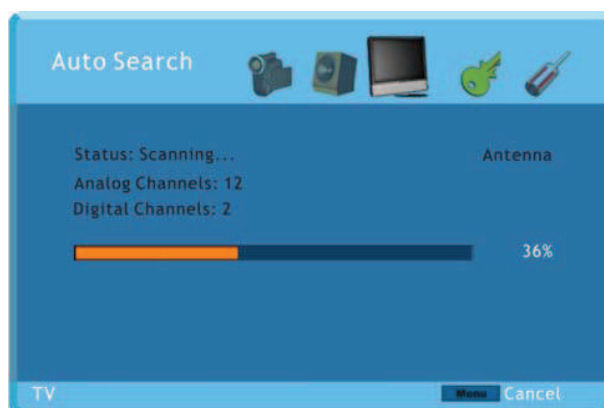 Auto Search
Status: Scanning... Antenna
Analog Channels: 12
Digital Channels: 2
36%
TV Menu Cancel